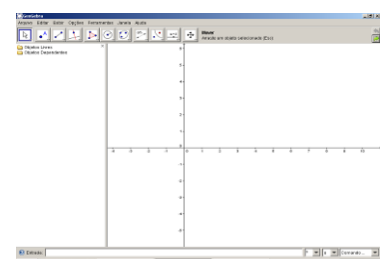 GeoGebra
Arquivo Editar Exibir Opções Ferramentas Janela Ajuda
Mover
Arraste um objeto selecionado (Esc)
Objetos Livres
Objetos Dependentes
Entrada:
Comando ...